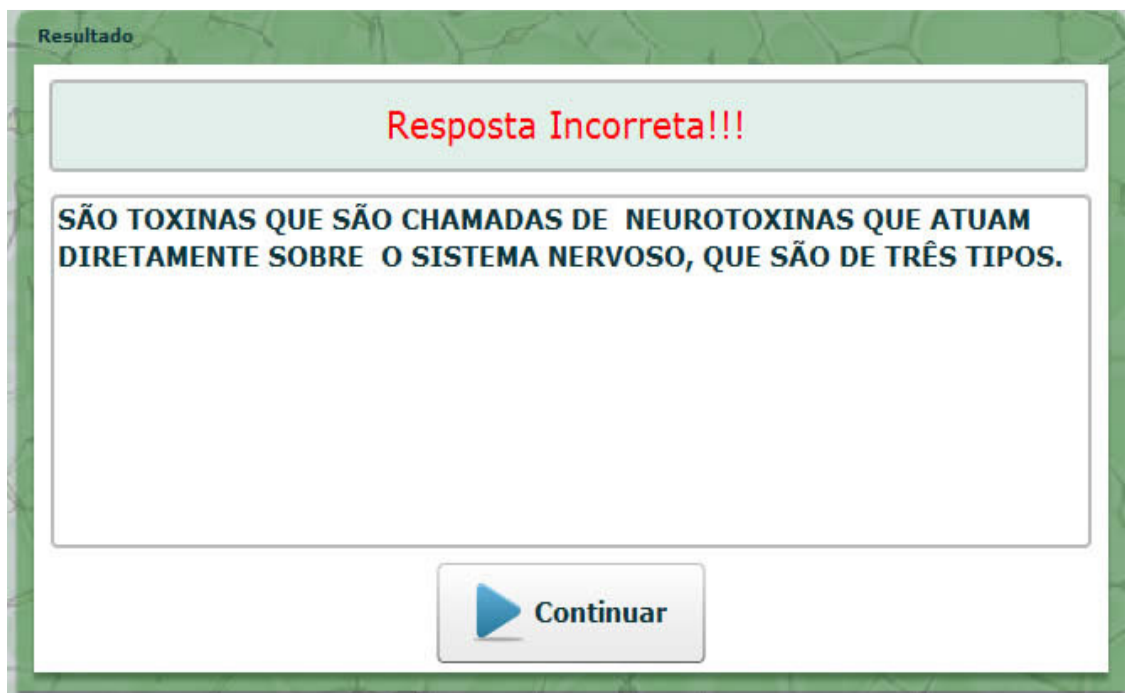 Resultado
Resposta Incorreta!!!
SÃO TOXINAS QUE SÃO CHAMADAS DE  NEUROTOXINAS QUE ATUAM
DIRETAMENTE SOBRE  O SISTEMA NERVOSO, QUE SÃO DE TRÊS TIPOS.
Continuar